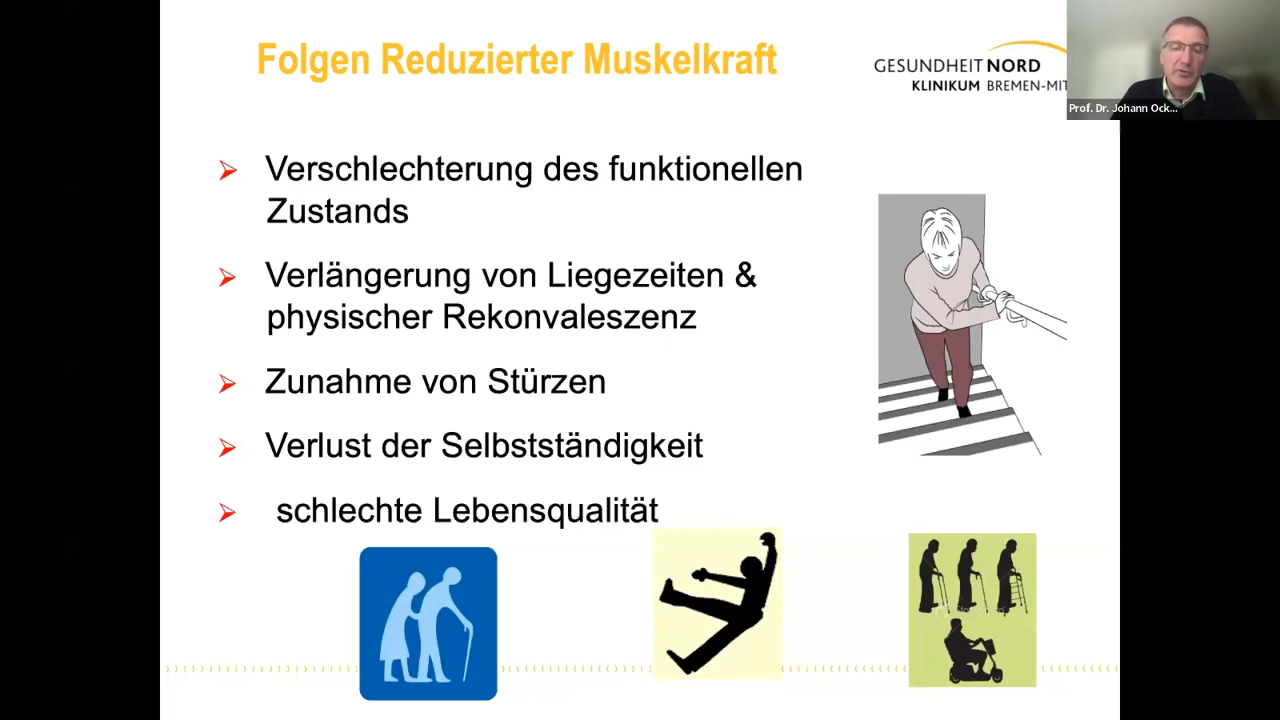 Folgen Reduzierter Muskelkraft
GESUNDHEIT NORD
KLINIKUM BREMEN-MIT
Prof. Dr. Johann Ock...
➢ Verschlechterung des funktionellen
Zustands
➢ Verlängerung von Liegezeiten &
physischer Rekonvaleszenz
➢ Zunahme von Stürzen
➢ Verlust der Selbstständigkeit
➢ schlechte Lebensqualität